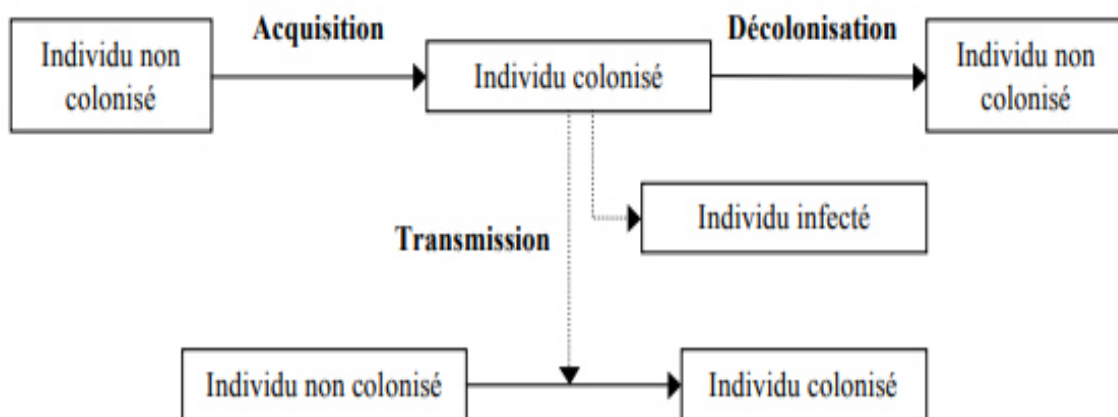 Acquisition
Décolonisation
Individu non
colonisé
Individu colonisé
Individu non
colonisé
Individu infecté
Transmission
Individu non colonisé
Individu colonisé